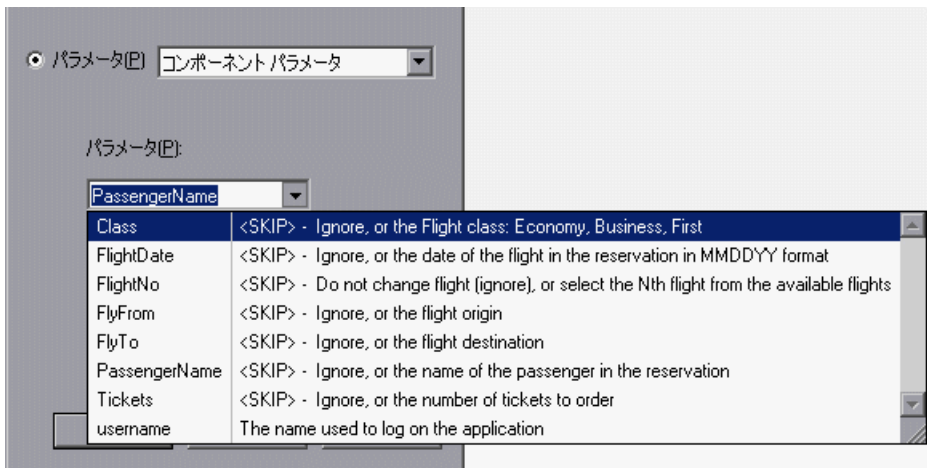 パラメータ(P) コンポーネント パラメータ
パラメータ(P):
PassengerName
Class <SKIP> - Ignore, or the Flight class: Economy, Business, First
FlightDate <SKIP> - Ignore, or the date of the flight in the reservation in MMDDYY format
FlightNo <SKIP> - Do not change flight (ignore), or select the Nth flight from the available flights
FlyFrom <SKIP> - Ignore, or the flight origin
FlyTo <SKIP> - Ignore, or the flight destination
PassengerName <SKIP> - Ignore, or the name of the passenger in the reservation
Tickets <SKIP> - Ignore, or the number of tickets to order
username The name used to log on the application